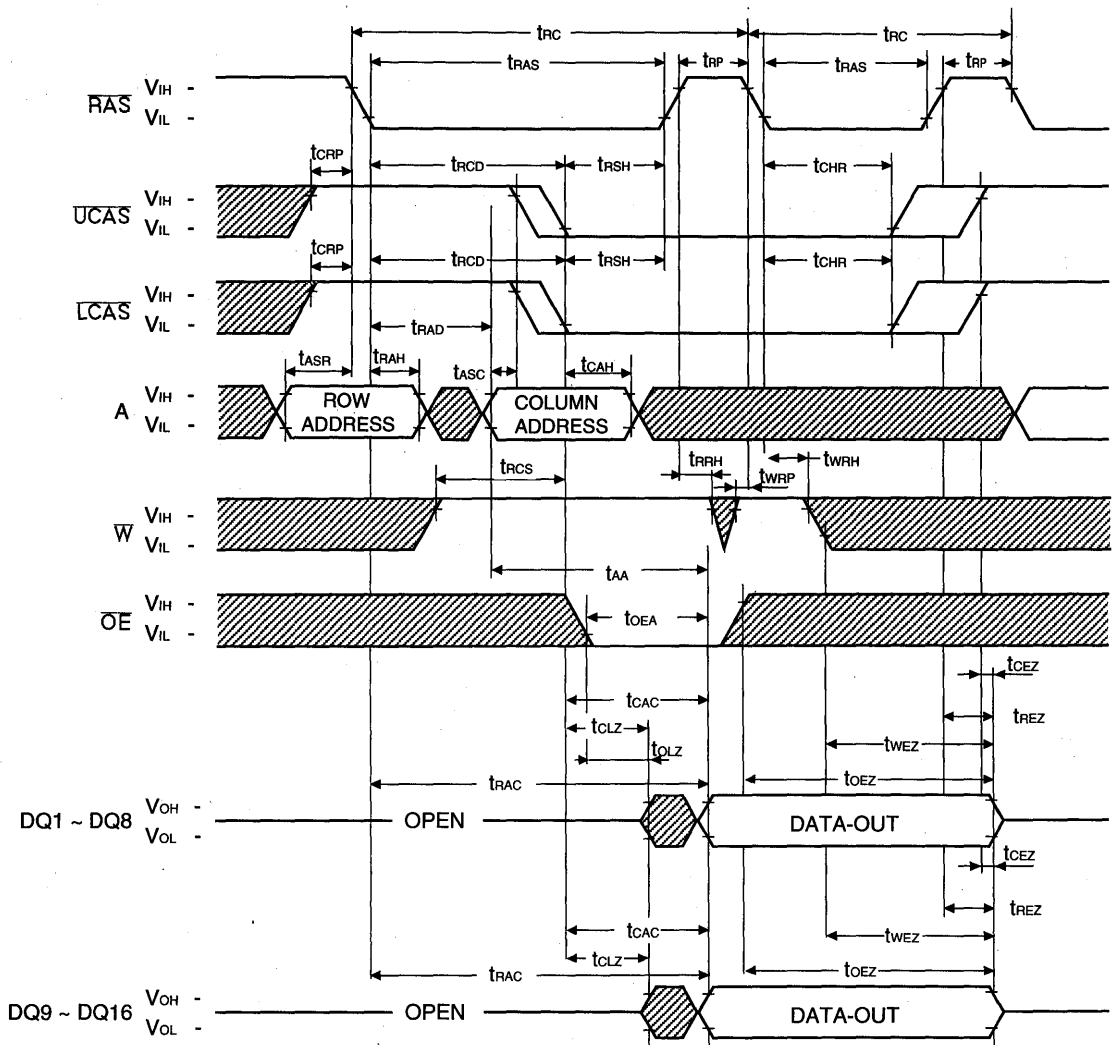 tRC tRC
tRAS tRP tRAS tRP
RAS VIH -
VIL -
tCRP tRCD tRSH tCHR
UCAS VIH -
VIL -
tCRP tRCD tRSH tCHR
LCAS VIH -
VIL -
tRAD
tASR tRAH tASC tCAH
A VIH -
VIL -
ROW
ADDRESS
COLUMN
ADDRESS
tRCS tRRH tWRP tWRH
W VIH -
VIL -
tAA
OE VIH -
VIL -
tOEA
tCEZ
tCAC tREZ
tCLZ tOLZ tWEZ
tRAC tOEZ
DQ1 ~ DQ8 VOH -
VOL -
OPEN DATA-OUT
tCEZ
tREZ
tCAC tWEZ
tCLZ
tRAC tOEZ
DQ9 ~ DQ16 VOH -
VOL -
OPEN DATA-OUT